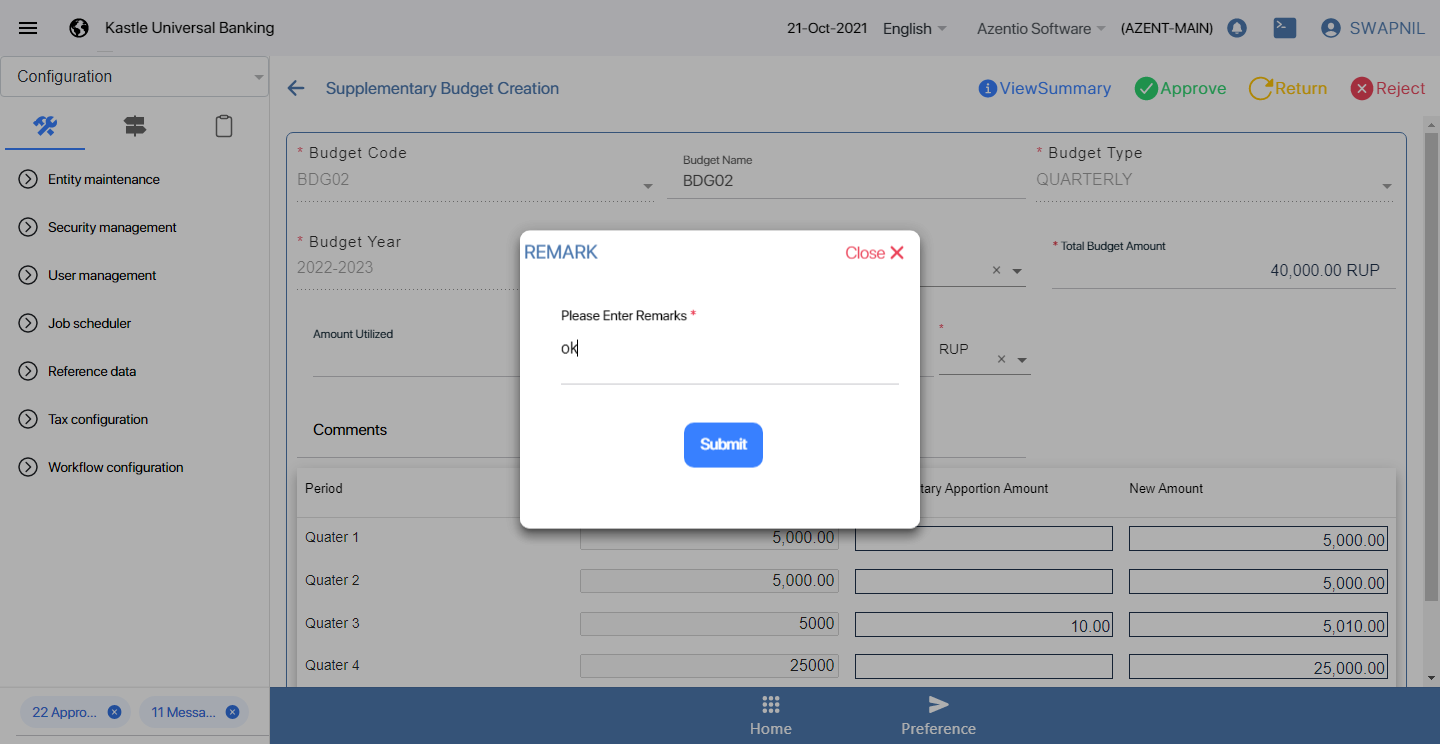 Kastle Universal Banking
21-Oct-2021 English Azentio Software (AZENT-MAIN) SWAPNIL
Configuration
Supplementary Budget Creation
ViewSummary Approve Return Reject
Entity maintenance
Security management
User management
Job scheduler
Reference data
Tax configuration
Workflow configuration
* Budget Code
BDG02
Budget Name
BDG02
* Budget Type
QUARTERLY
* Budget Year
2022-2023
* Total Budget Amount
40,000.00 RUP
Amount Utilized
*
RUP
Comments
REMARK Close
Please Enter Remarks *
ok
Submit
Period tary Apportion Amount New Amount
Quater 1 5,000.00 5,000.00
Quater 2 5,000.00 5,000.00
Quater 3 5000 10.00 5,010.00
Quater 4 25000 25,000.00
22 Appro... 11 Messa...
Home Preference